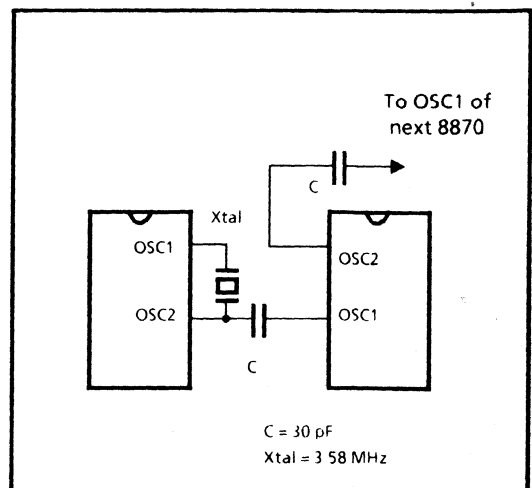 To OSC1 of
next 8870
C
Xtal
OSC1
OSC2
OSC2
OSC1
C
C = 30 pF
Xtal = 3 58 MHz